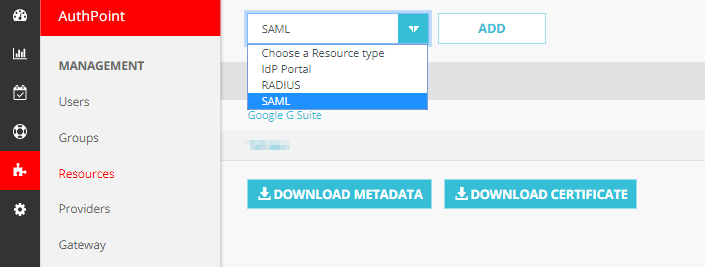 AuthPoint
MANAGEMENT
Users
Groups
Resources
Providers
Gateway
SAML
ADD
Choose a Resource type
IdP Portal
RADIUS
SAML
Google G Suite
DOWNLOAD METADATA
DOWNLOAD CERTIFICATE